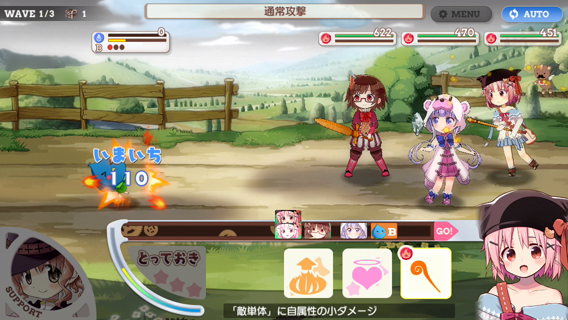 WAVE 1/3 1
通常攻撃
MENU
AUTO
0
B
622
470
451
いまいち
110
B
GO!
とっておき
SUPPORT
「敵単体」に自属性の小ダメージ